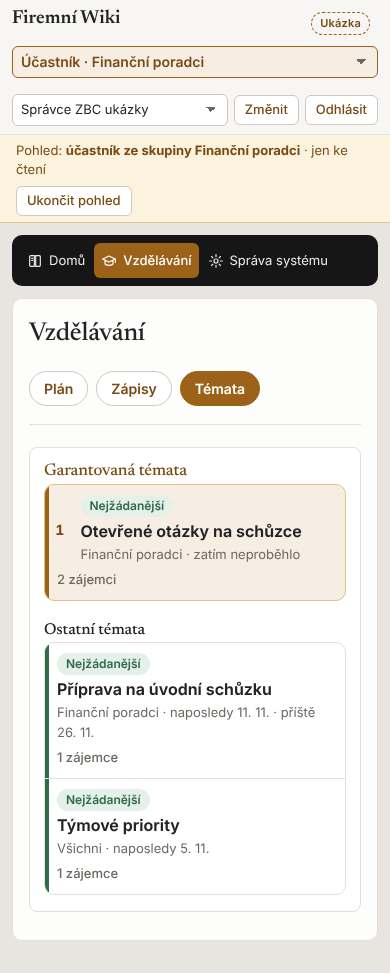 Firemní Wiki
Ukázka
Účastník · Finanční poradci
Správce ZBC ukázky
Změnit
Odhlásit
Pohled: účastník ze skupiny Finanční poradci · jen ke
čtení
Ukončit pohled
Domů
Vzdělávání
Správa systému
Vzdělávání
Plán
Zápisy
Témata
Garantovaná témata
Nejžádanější
1
Otevřené otázky na schůzce
Finanční poradci · zatím neproběhlo
2 zájemci
Ostatní témata
Nejžádanější
Příprava na úvodní schůzku
Finanční poradci · naposledy 11. 11. · příště
26. 11.
1 zájemce
Nejžádanější
Týmové priority
Všichni · naposledy 5. 11.
1 zájemce